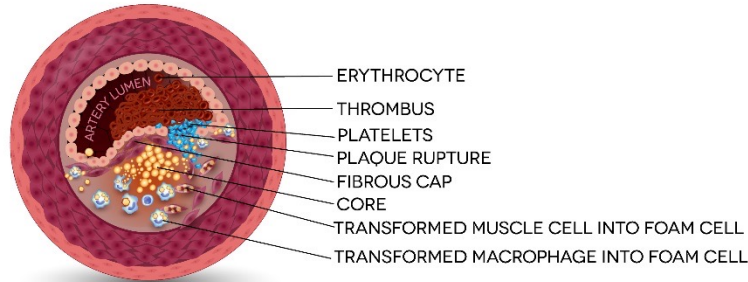 ARTERY LUMEN
ERYTHROCYTE
THROMBUS
PLATELETS
PLAQUE RUPTURE
FIBROUS CAP
CORE
TRANSFORMED MUSCLE CELL INTO FOAM CELL
TRANSFORMED MACROPHAGE INTO FOAM CELL